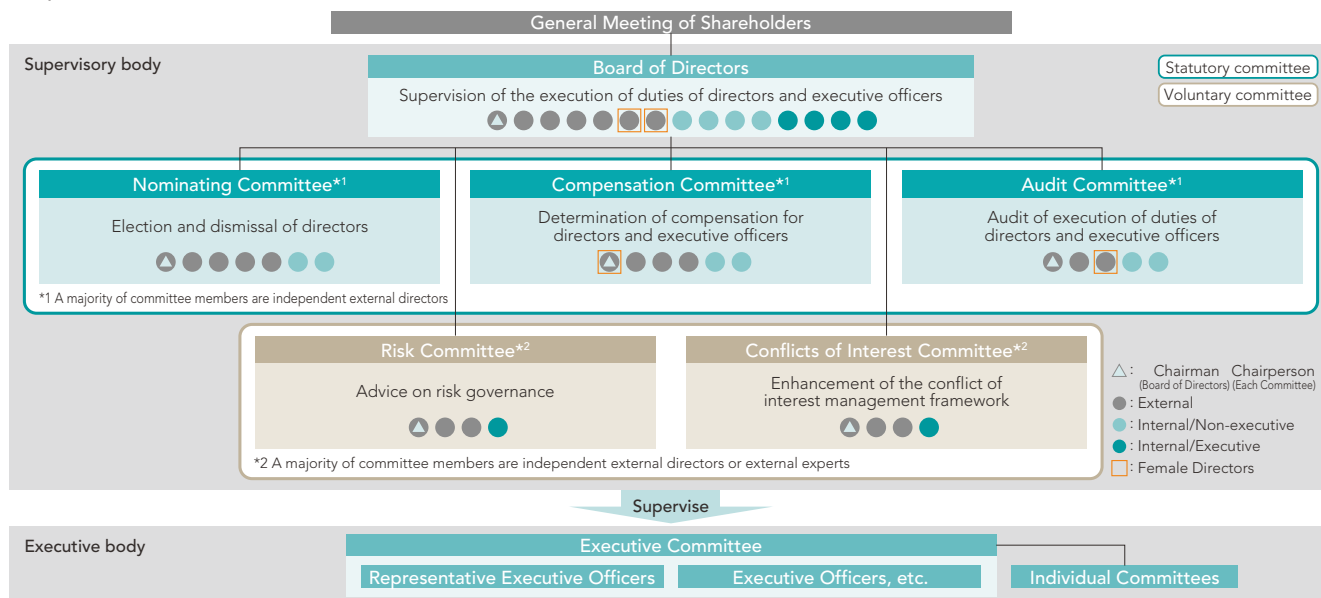 General Meeting of Shareholders
Supervisory body
Board of Directors
Supervision of the execution of duties of directors and executive officers
Statutory committee
Voluntary committee
Nominating Committee*1
Election and dismissal of directors
Compensation Committee*1
Determination of compensation for
directors and executive officers
Audit Committee*1
Audit of execution of duties of
directors and executive officers
*1 A majority of committee members are independent external directors
Risk Committee*2
Advice on risk governance
Conflicts of Interest Committee*2
Enhancement of the conflict of
interest management framework
*2 A majority of committee members are independent external directors or external experts
△: Chairman Chairperson
(Board of Directors) (Each Committee)
: External
: Internal/Non-executive
: Internal/Executive
: Female Directors
Supervise
Executive body
Executive Committee
Representative Executive Officers
Executive Officers, etc.
Individual Committees